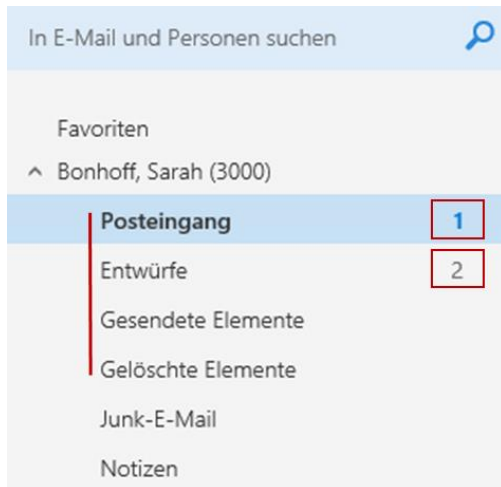 In E-Mail und Personen suchen
Favoriten
Bonhoff, Sarah (3000)
Posteingang 1
Entwürfe 2
Gesendete Elemente
Gelöschte Elemente
Junk-E-Mail
Notizen